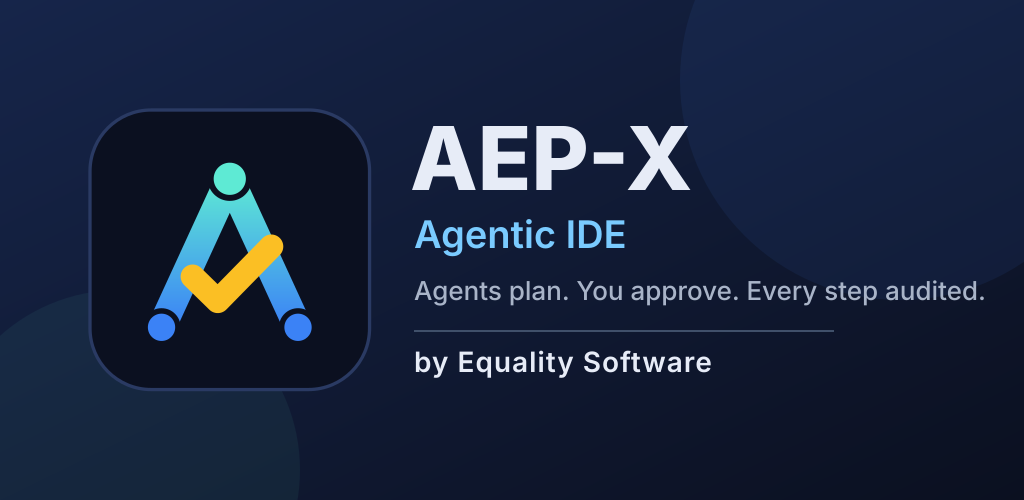 AEP-X
Agentic IDE
Agents plan. You approve. Every step audited.
by Equality Software